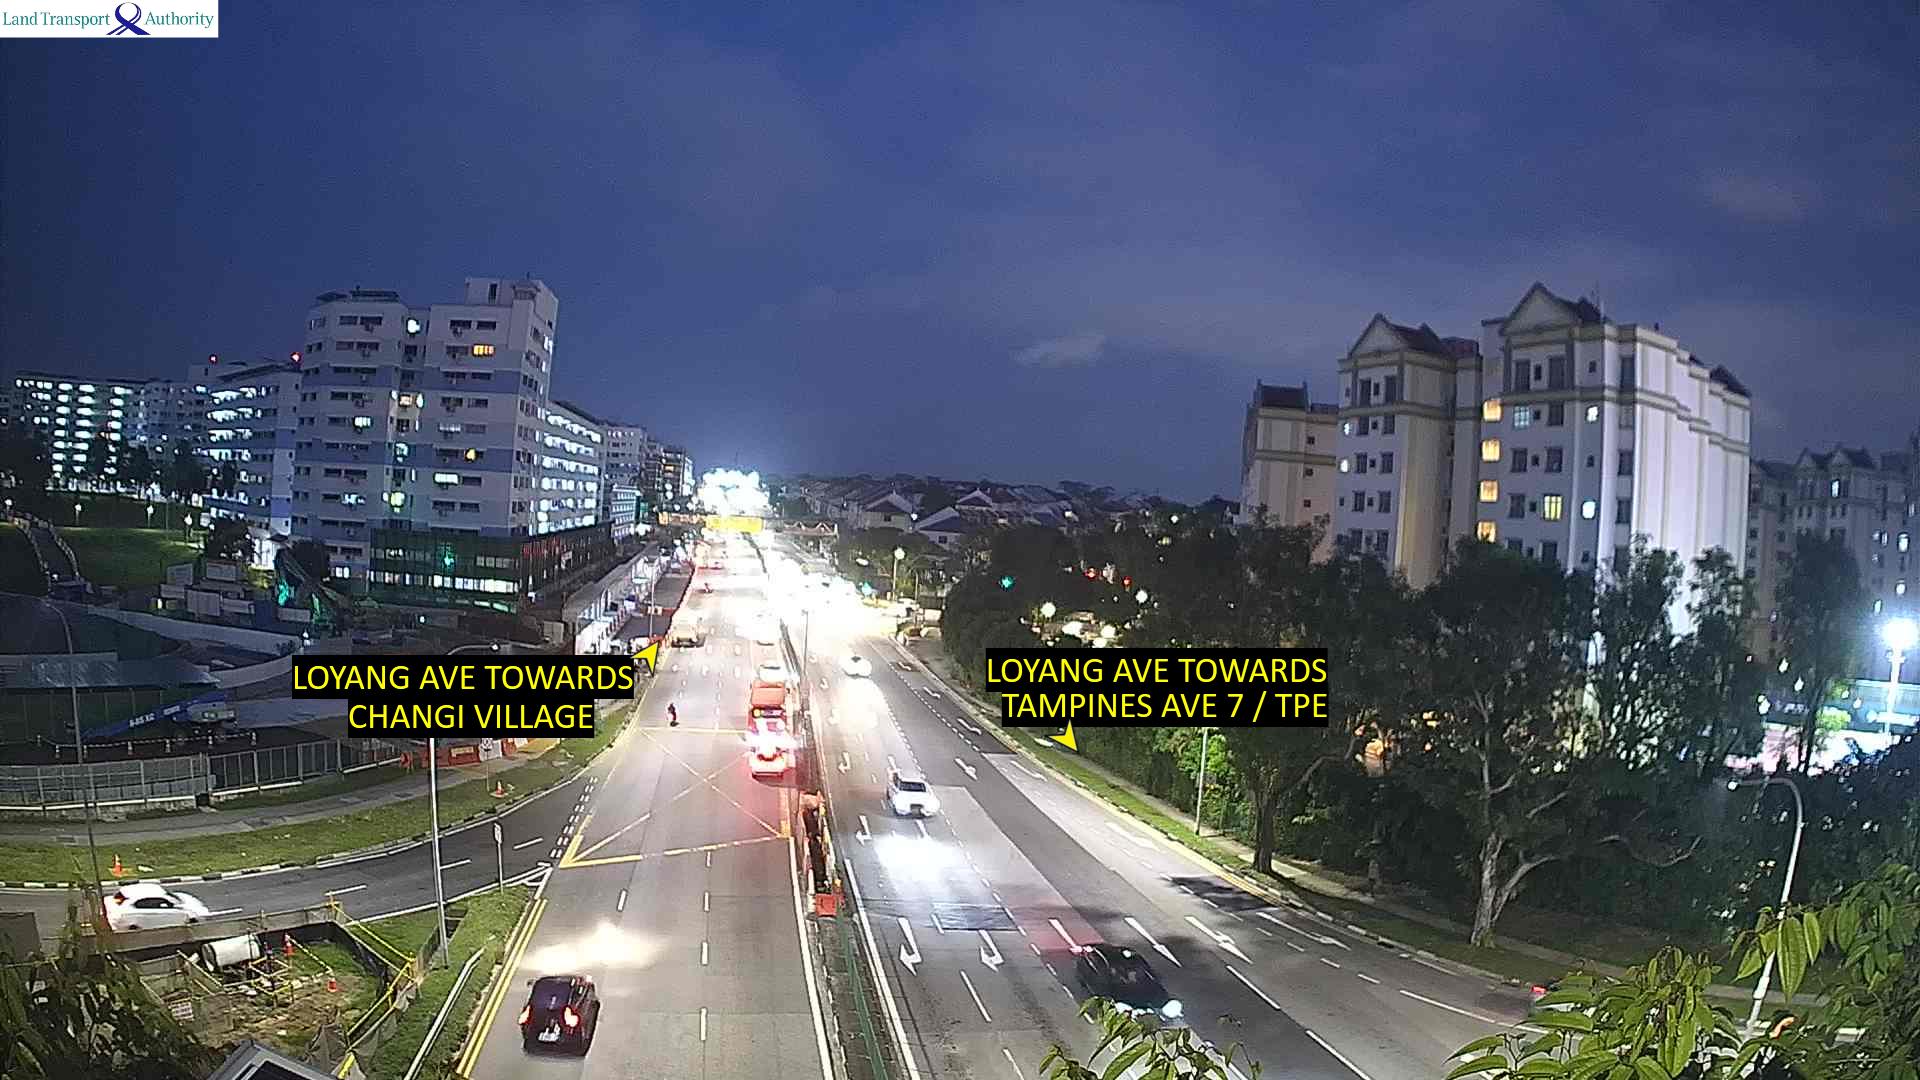 Land Transport Authority
LOYANG AVE TOWARDS
CHANGI VILLAGE
LOYANG AVE TOWARDS
TAMPINES AVE 7 / TPE